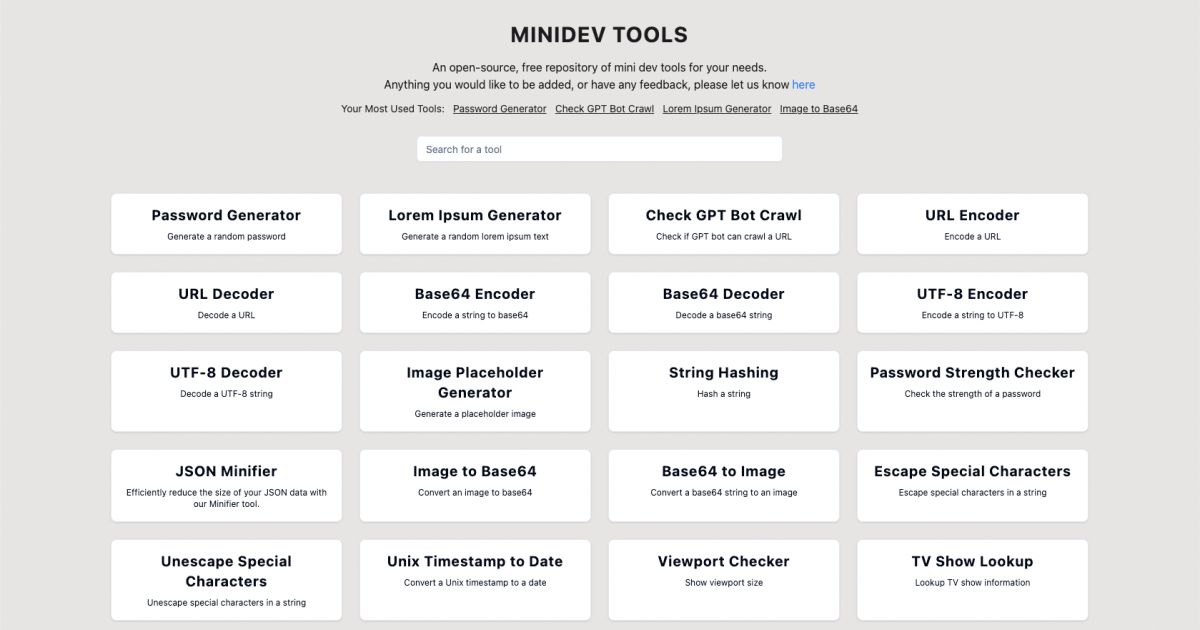 MINIDEV TOOLS
An open-source, free repository of mini dev tools for your needs.
Anything you would like to be added, or have any feedback, please let us know here
Your Most Used Tools: Password Generator Check GPT Bot Crawl Lorem Ipsum Generator Image to Base64
Search for a tool
Password Generator
Generate a random password
Lorem Ipsum Generator
Generate a random lorem ipsum text
Check GPT Bot Crawl
Check if GPT bot can crawl a URL
URL Encoder
Encode a URL
URL Decoder
Decode a URL
Base64 Encoder
Encode a string to base64
Base64 Decoder
Decode a base64 string
UTF-8 Encoder
Encode a string to UTF-8
UTF-8 Decoder
Decode a UTF-8 string
Image Placeholder
Generator
Generate a placeholder image
String Hashing
Hash a string
Password Strength Checker
Check the strength of a password
JSON Minifier
Efficiently reduce the size of your JSON data with
our Minifier tool.
Image to Base64
Convert an image to base64
Base64 to Image
Convert a base64 string to an image
Escape Special Characters
Escape special characters in a string
Unescape Special
Characters
Unescape special characters in a string
Unix Timestamp to Date
Convert a Unix timestamp to a date
Viewport Checker
Show viewport size
TV Show Lookup
Lookup TV show information